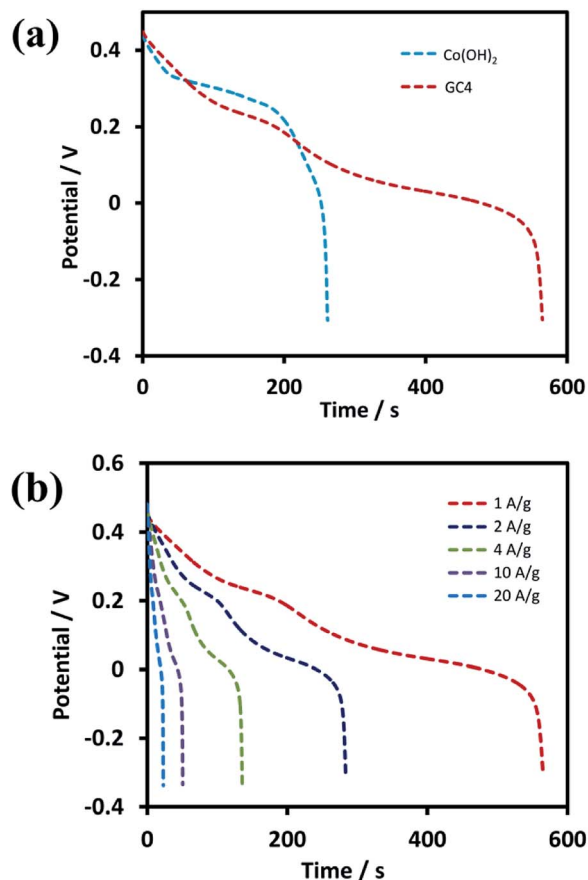 (a)
0.4
0.2
0
-0.2
-0.4
Potential / V
Co(OH)2
GC4
0
200
400
600
Time / s
(b)
0.6
0.4
0.2
0
-0.2
-0.4
Potential / V
1 A/g
2 A/g
4 A/g
10 A/g
20 A/g
0
200
400
600
Time / s